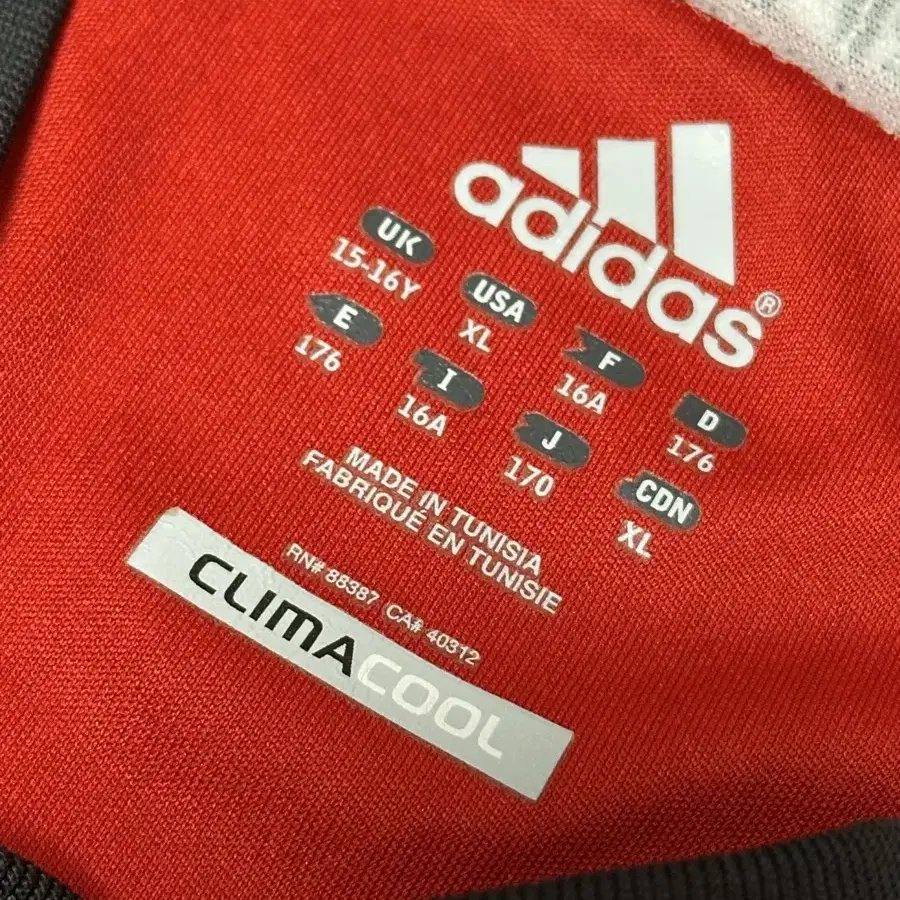 adidas®
UK
15-16Y
USA
XL
F
16A
D
176
E
176
I
16A
J
170
CDN
XL
MADE IN TUNISIA
FABRIQUÉ EN TUNISIE
RN# 88387 CA# 40312
CLIMACOOL